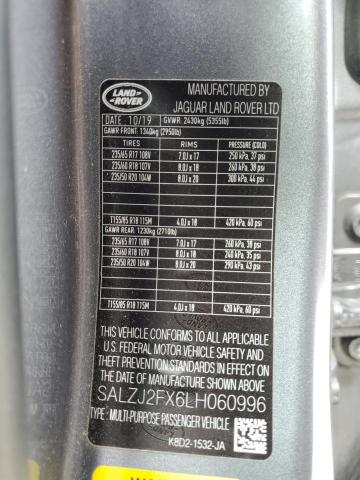 LAND ROVER
MANUFACTURED BY
JAGUAR LAND ROVER LTD
DATE 10/19 GVWR: 2430kg (5355lb)
GAWR FRONT: 1340kg (2950lb)
TIRES RIMS PRESSURE (COLD)
235/65 R17 108V 7.0J x 17 250 kPa, 37 psi
235/60 R18 107V 8.0J x 18 260 kPa, 38 psi
235/50 R20 104W 8.0J x 20 300 kPa, 44 psi
T155/85 R18 115M 4.0J x 18 420 kPa, 60 psi
GAWR REAR: 1230kg (2710lb)
235/65 R17 108V 7.0J x 17 260 kPa, 38 psi
235/60 R18 107V 8.0J x 18 240 kPa, 35 psi
235/50 R20 104W 8.0J x 20 290 kPa, 43 psi
T155/85 R18 115M 4.0J x 18 420 kPa, 60 psi
THIS VEHICLE CONFORMS TO ALL APPLICABLE
U.S. FEDERAL MOTOR VEHICLE SAFETY AND
THEFT PREVENTION STANDARDS IN EFFECT ON
THE DATE OF MANUFACTURE SHOWN ABOVE
SALZJ2FX6LH060996
TYPE: MULTI-PURPOSE PASSENGER VEHICLE
K8D2-1532-JA